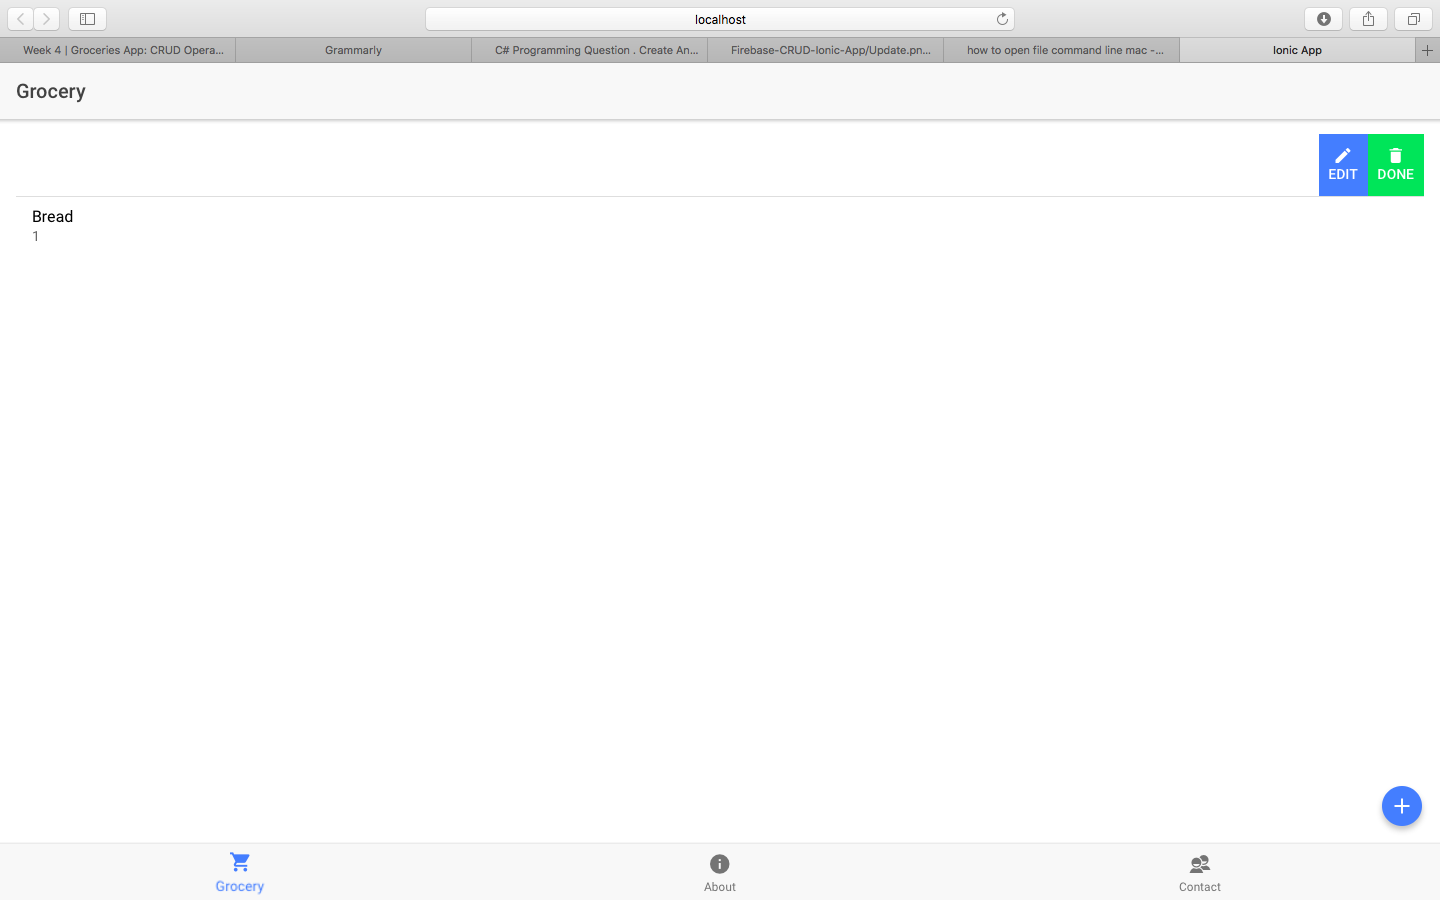 localhost
Week 4 | Groceries App: CRUD Opera...
Grammarly
C# Programming Question . Create An...
Firebase-CRUD-Ionic-App/Update.pn...
how to open file command line mac -...
Ionic App
Grocery
EDIT
DONE
Bread
1
Grocery
About
Contact